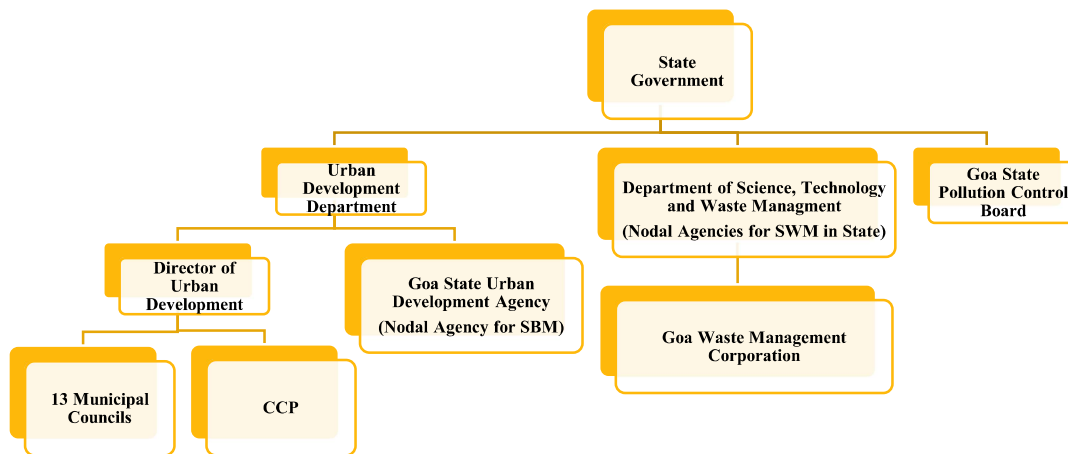 State
Government
Urban
Development
Department
Department of Science, Technology
and Waste Managment
(Nodal Agencies for SWM in State)
Goa State
Pollution Control
Board
Director of
Urban
Development
Goa State Urban
Development Agency
(Nodal Agency for SBM)
Goa Waste Management
Corporation
13 Municipal
Councils
CCP